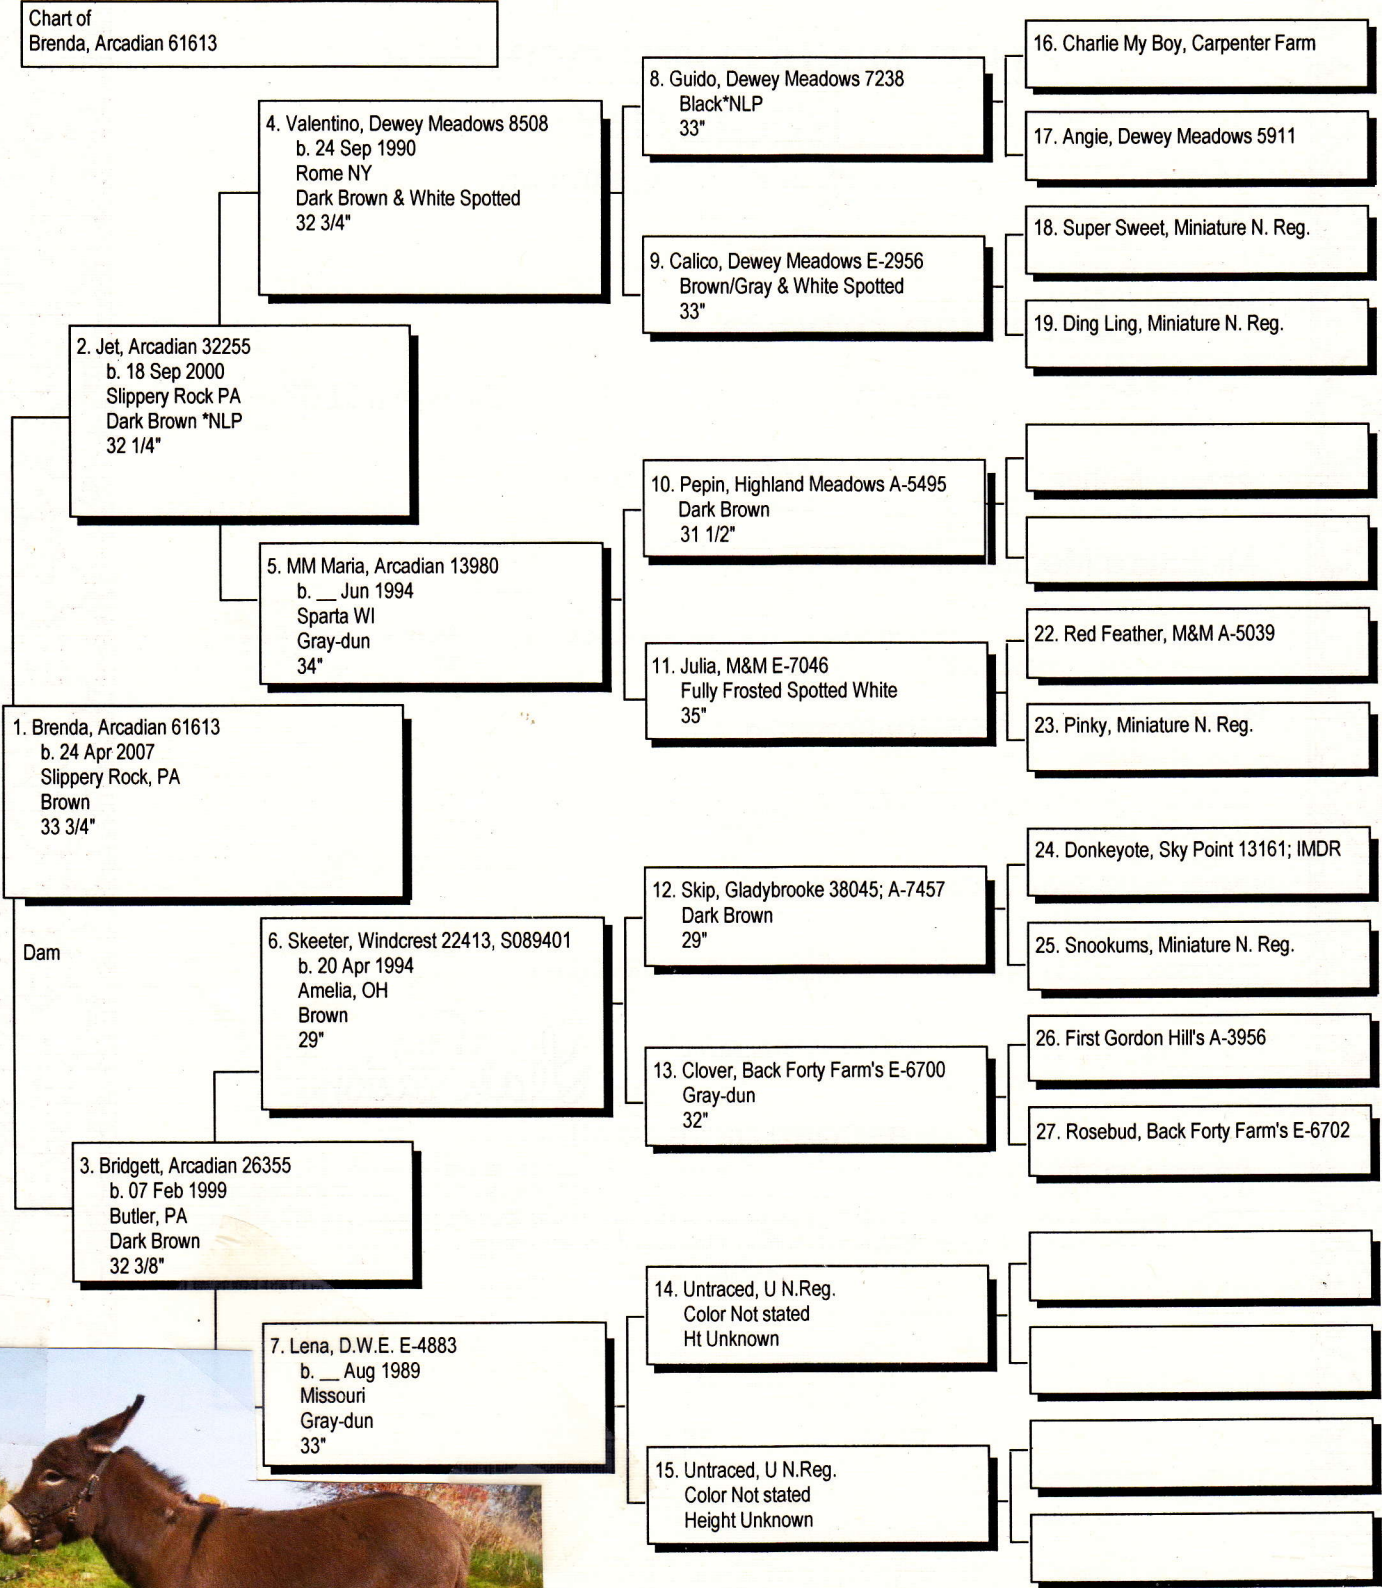 Chart of
Brenda, Arcadian 61613
1. Brenda, Arcadian 61613
b. 24 Apr 2007
Slippery Rock, PA
Brown
33 3/4"
Dam
2. Jet, Arcadian 32255
b. 18 Sep 2000
Slippery Rock PA
Dark Brown *NLP
32 1/4"
3. Bridgett, Arcadian 26355
b. 07 Feb 1999
Butler, PA
Dark Brown
32 3/8"
4. Valentino, Dewey Meadows 8508
b. 24 Sep 1990
Rome NY
Dark Brown & White Spotted
32 3/4"
5. MM Maria, Arcadian 13980
b. __ Jun 1994
Sparta WI
Gray-dun
34"
6. Skeeter, Windcrest 22413, S089401
b. 20 Apr 1994
Amelia, OH
Brown
29"
7. Lena, D.W.E. E-4883
b. __ Aug 1989
Missouri
Gray-dun
33"
8. Guido, Dewey Meadows 7238
Black*NLP
33"
9. Calico, Dewey Meadows E-2956
Brown/Gray & White Spotted
33"
10. Pepin, Highland Meadows A-5495
Dark Brown
31 1/2"
11. Julia, M&M E-7046
Fully Frosted Spotted White
35"
12. Skip, Gladybrooke 38045; A-7457
Dark Brown
29"
13. Clover, Back Forty Farm's E-6700
Gray-dun
32"
14. Untraced, U N.Reg.
Color Not stated
Ht Unknown
15. Untraced, U N.Reg.
Color Not stated
Height Unknown
16. Charlie My Boy, Carpenter Farm
17. Angie, Dewey Meadows 5911
18. Super Sweet, Miniature N. Reg.
19. Ding Ling, Miniature N. Reg.
22. Red Feather, M&M A-5039
23. Pinky, Miniature N. Reg.
24. Donkeyote, Sky Point 13161; IMDR
25. Snookums, Miniature N. Reg.
26. First Gordon Hill's A-3956
27. Rosebud, Back Forty Farm's E-6702